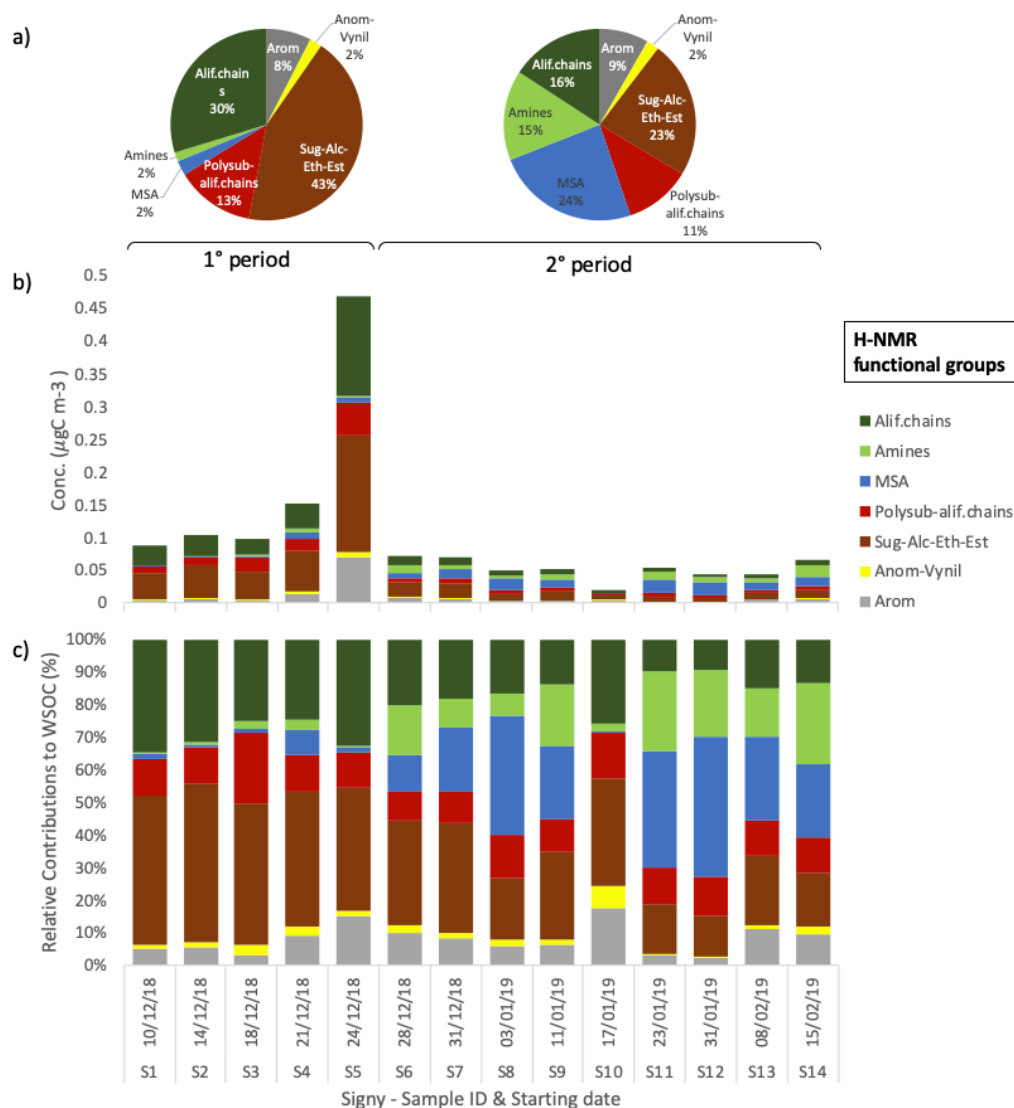 a)
Arom
8%
Anom-
Vynil
2%
Sug-Alc-
Eth-Est
43%
Polysub-
alif.chains
13%
MSA
2%
Amines
2%
Alif.chain
s
30%
Arom
9%
Anom-
Vynil
2%
Sug-Alc-
Eth-Est
23%
Polysub-
alif.chains
11%
MSA
24%
Amines
15%
Alif.chains
16%
1° period
2° period
b)
Conc. (µgC m-3)
0.5
0.45
0.4
0.35
0.3
0.25
0.2
0.15
0.1
0.05
0
H-NMR
functional groups
Alif.chains
Amines
MSA
Polysub-alif.chains
Sug-Alc-Eth-Est
Anom-Vynil
Arom
c)
Relative Contributions to WSOC (%)
100%
90%
80%
70%
60%
50%
40%
30%
20%
10%
0%
10/12/18
14/12/18
18/12/18
21/12/18
24/12/18
28/12/18
31/12/18
03/01/19
11/01/19
17/01/19
23/01/19
31/01/19
08/02/19
15/02/19
S1 S2 S3 S4 S5 S6 S7 S8 S9 S10 S11 S12 S13 S14
Signy - Sample ID & Starting date